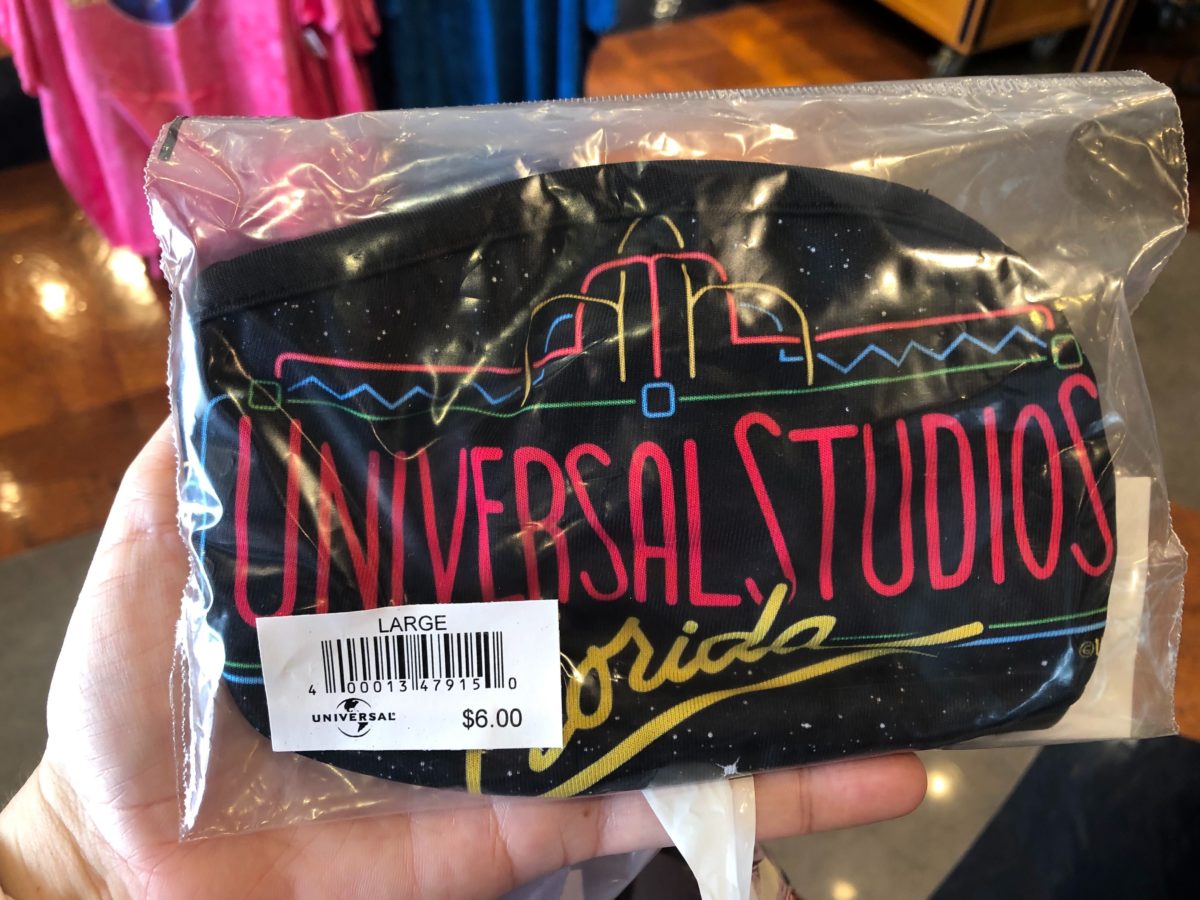 UNIVERSAL STUDIOS
Florida
LARGE
4 00013 47915 0
UNIVERSAL
$6.00